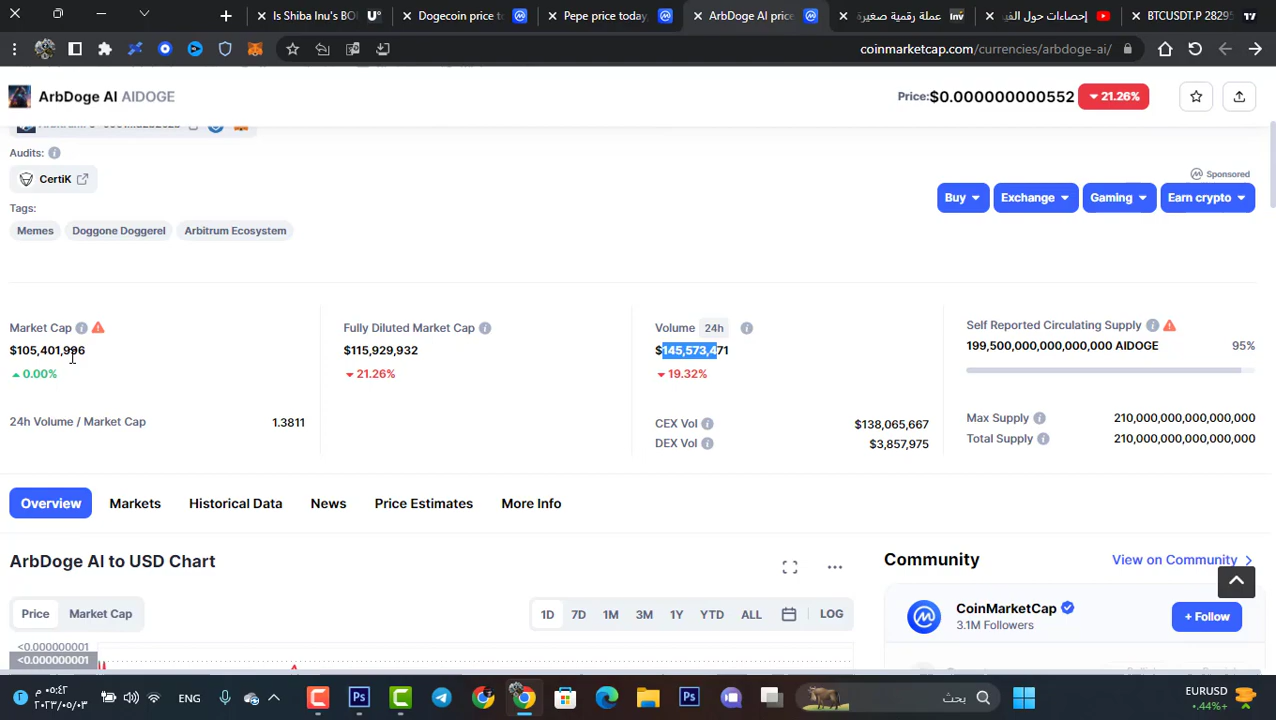 Is Shiba Inu's BO
Dogecoin price t
Pepe price today,
ArbDoge AI price
عملة رقمية صغيرة
إحصاءات حول الفيـ
BTCUSDT.P 2829
coinmarketcap.com/currencies/arbdoge-ai/
ArbDoge AI AIDOGE
Price: $0.000000000552 21.26%
Audits:
CertiK
Sponsored
Buy Exchange Gaming Earn crypto
Tags:
Memes Doggone Doggerel Arbitrum Ecosystem
Market Cap
$105,401,996
0.00%
24h Volume / Market Cap 1.3811
Fully Diluted Market Cap
$115,929,932
21.26%
Volume 24h
$145,573,471
19.32%
CEX Vol $138,065,667
DEX Vol $3,857,975
Self Reported Circulating Supply
199,500,000,000,000,000 AIDOGE 95%
Max Supply 210,000,000,000,000,000
Total Supply 210,000,000,000,000,000
Overview Markets Historical Data News Price Estimates More Info
ArbDoge AI to USD Chart
Price Market Cap
1D 7D 1M 3M 1Y YTD ALL LOG
<0.000000001
<0.000000001
Community
View on Community
CoinMarketCap
3.1M Followers
+ Follow
ENG
بحث
EURUSD